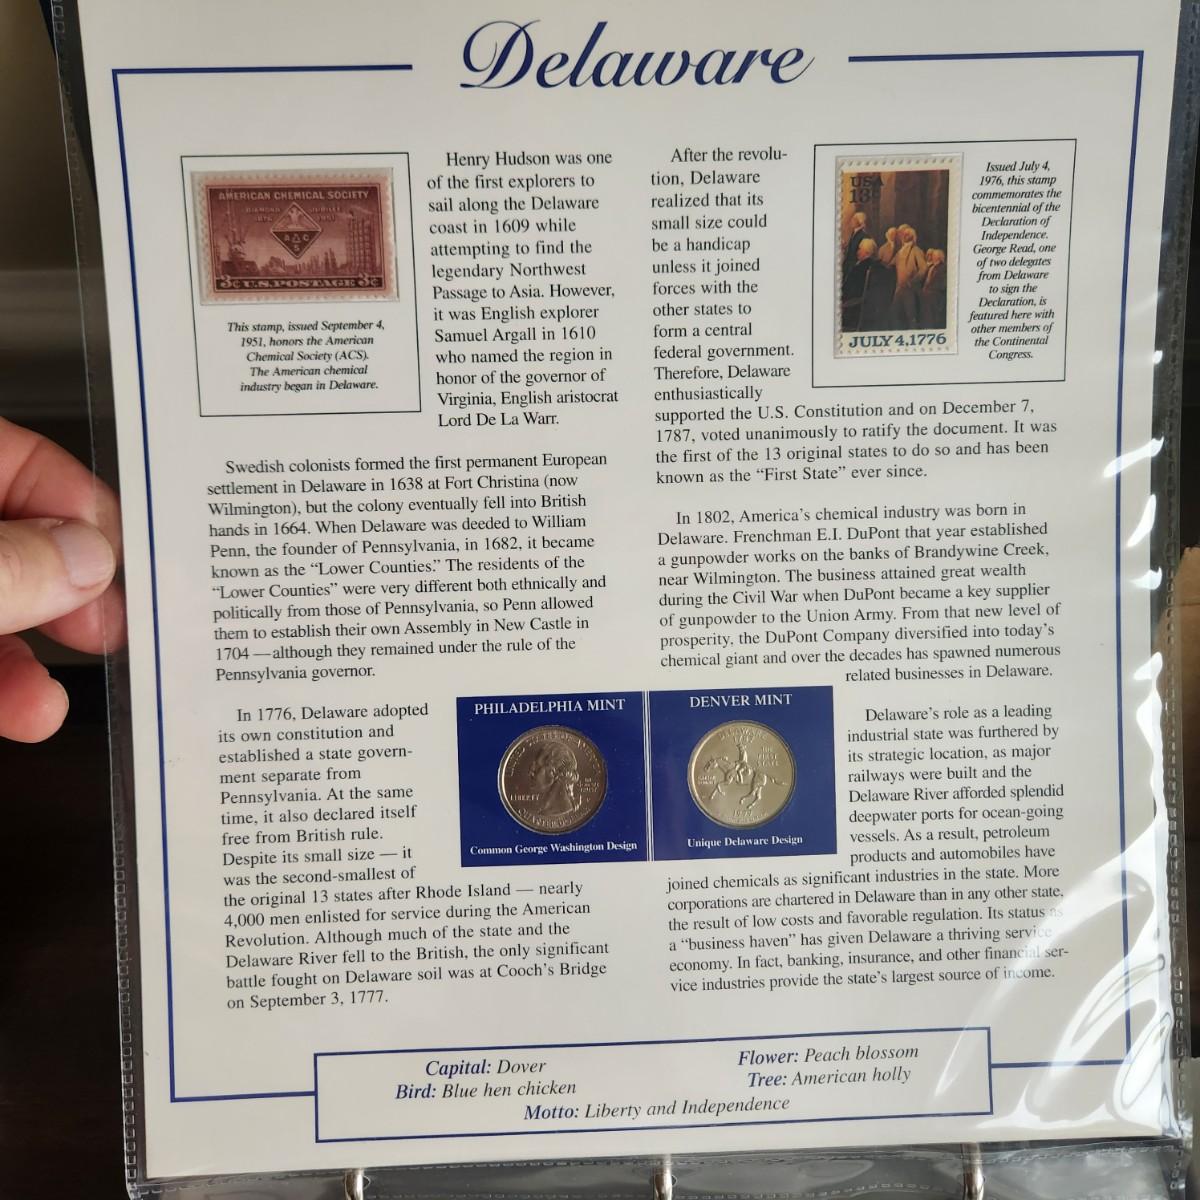 Delaware
AMERICAN CHEMICAL SOCIETY
DIAMOND JUBILEE
1876 1951
A C
S
3¢ U.S. POSTAGE 3¢
This stamp, issued September 4,
1951, honors the American
Chemical Society (ACS).
The American chemical
industry began in Delaware.
Henry Hudson was one
of the first explorers to
sail along the Delaware
coast in 1609 while
attempting to find the
legendary Northwest
Passage to Asia. However,
it was English explorer
Samuel Argall in 1610
who named the region in
honor of the governor of
Virginia, English aristocrat
Lord De La Warr.
Swedish colonists formed the first permanent European
settlement in Delaware in 1638 at Fort Christina (now
Wilmington), but the colony eventually fell into British
hands in 1664. When Delaware was deeded to William
Penn, the founder of Pennsylvania, in 1682, it became
known as the “Lower Counties.” The residents of the
“Lower Counties” were very different both ethnically and
politically from those of Pennsylvania, so Penn allowed
them to establish their own Assembly in New Castle in
1704 — although they remained under the rule of the
Pennsylvania governor.
In 1776, Delaware adopted
its own constitution and
established a state govern-
ment separate from
Pennsylvania. At the same
time, it also declared itself
free from British rule.
Despite its small size — it
was the second-smallest of
the original 13 states after Rhode Island — nearly
4,000 men enlisted for service during the American
Revolution. Although much of the state and the
Delaware River fell to the British, the only significant
battle fought on Delaware soil was at Cooch’s Bridge
on September 3, 1777.
After the revolu-
tion, Delaware
realized that its
small size could
be a handicap
unless it joined
forces with the
other states to
form a central
federal government.
Therefore, Delaware
enthusiastically
supported the U.S. Constitution and on December 7,
1787, voted unanimously to ratify the document. It was
the first of the 13 original states to do so and has been
known as the “First State” ever since.
USA
13¢
JULY 4,1776
Issued July 4,
1976, this stamp
commemorates the
bicentennial of the
Declaration of
Independence.
George Read, one
of two delegates
from Delaware
to sign the
Declaration, is
featured here with
other members of
the Continental
Congress.
In 1802, America’s chemical industry was born in
Delaware. Frenchman E.I. DuPont that year established
a gunpowder works on the banks of Brandywine Creek,
near Wilmington. The business attained great wealth
during the Civil War when DuPont became a key supplier
of gunpowder to the Union Army. From that new level of
prosperity, the DuPont Company diversified into today’s
chemical giant and over the decades has spawned numerous
related businesses in Delaware.
Delaware’s role as a leading
industrial state was furthered by
its strategic location, as major
railways were built and the
Delaware River afforded splendid
deepwater ports for ocean-going
vessels. As a result, petroleum
products and automobiles have
joined chemicals as significant industries in the state. More
corporations are chartered in Delaware than in any other state,
the result of low costs and favorable regulation. Its status as
a “business haven” has given Delaware a thriving service
economy. In fact, banking, insurance, and other financial ser-
vice industries provide the state’s largest source of income.
PHILADELPHIA MINT
LIBERTY
Common George Washington Design
DENVER MINT
DELAWARE
THE
FIRST
STATE
Unique Delaware Design
Capital: Dover
Bird: Blue hen chicken
Flower: Peach blossom
Tree: American holly
Motto: Liberty and Independence